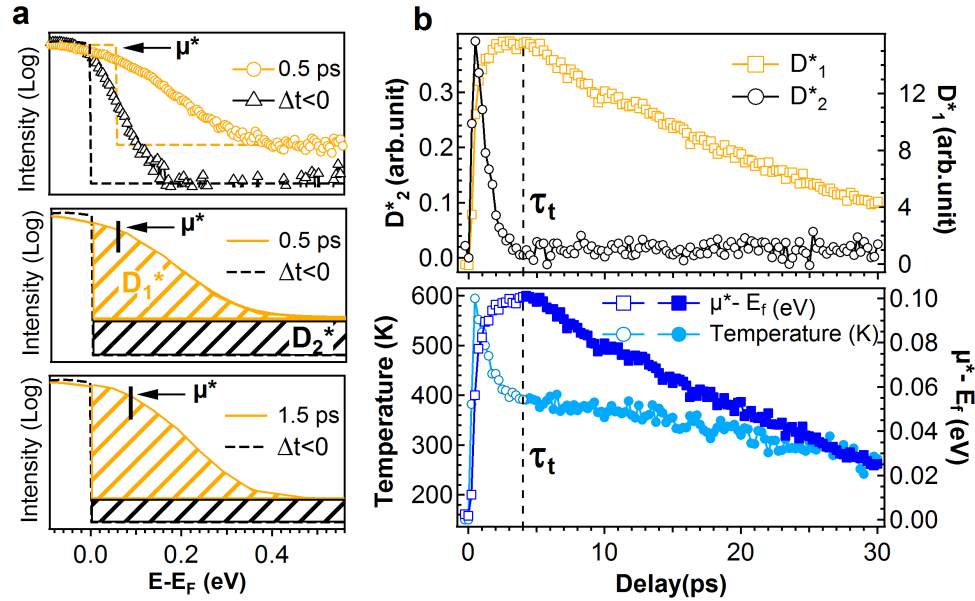 a
Intensity (Log)
μ*
0.5 ps
Δt<0
Intensity (Log)
μ*
0.5 ps
Δt<0
D₁*
D₂*
Intensity (Log)
μ*
1.5 ps
Δt<0
0.0 0.2 0.4
E-E_F (eV)
b
D*₂ (arb.unit)
0.3
0.2
0.1
0.0
D*₁
D*₂
τₜ
12
8
4
0
D*₁ (arb.unit)
Temperature (K)
600
500
400
300
200
μ*- E_f (eV)
Temperature (K)
τₜ
0.10
0.08
0.06
0.04
0.02
0.00
μ*- E_f (eV)
0 10 20 30
Delay(ps)